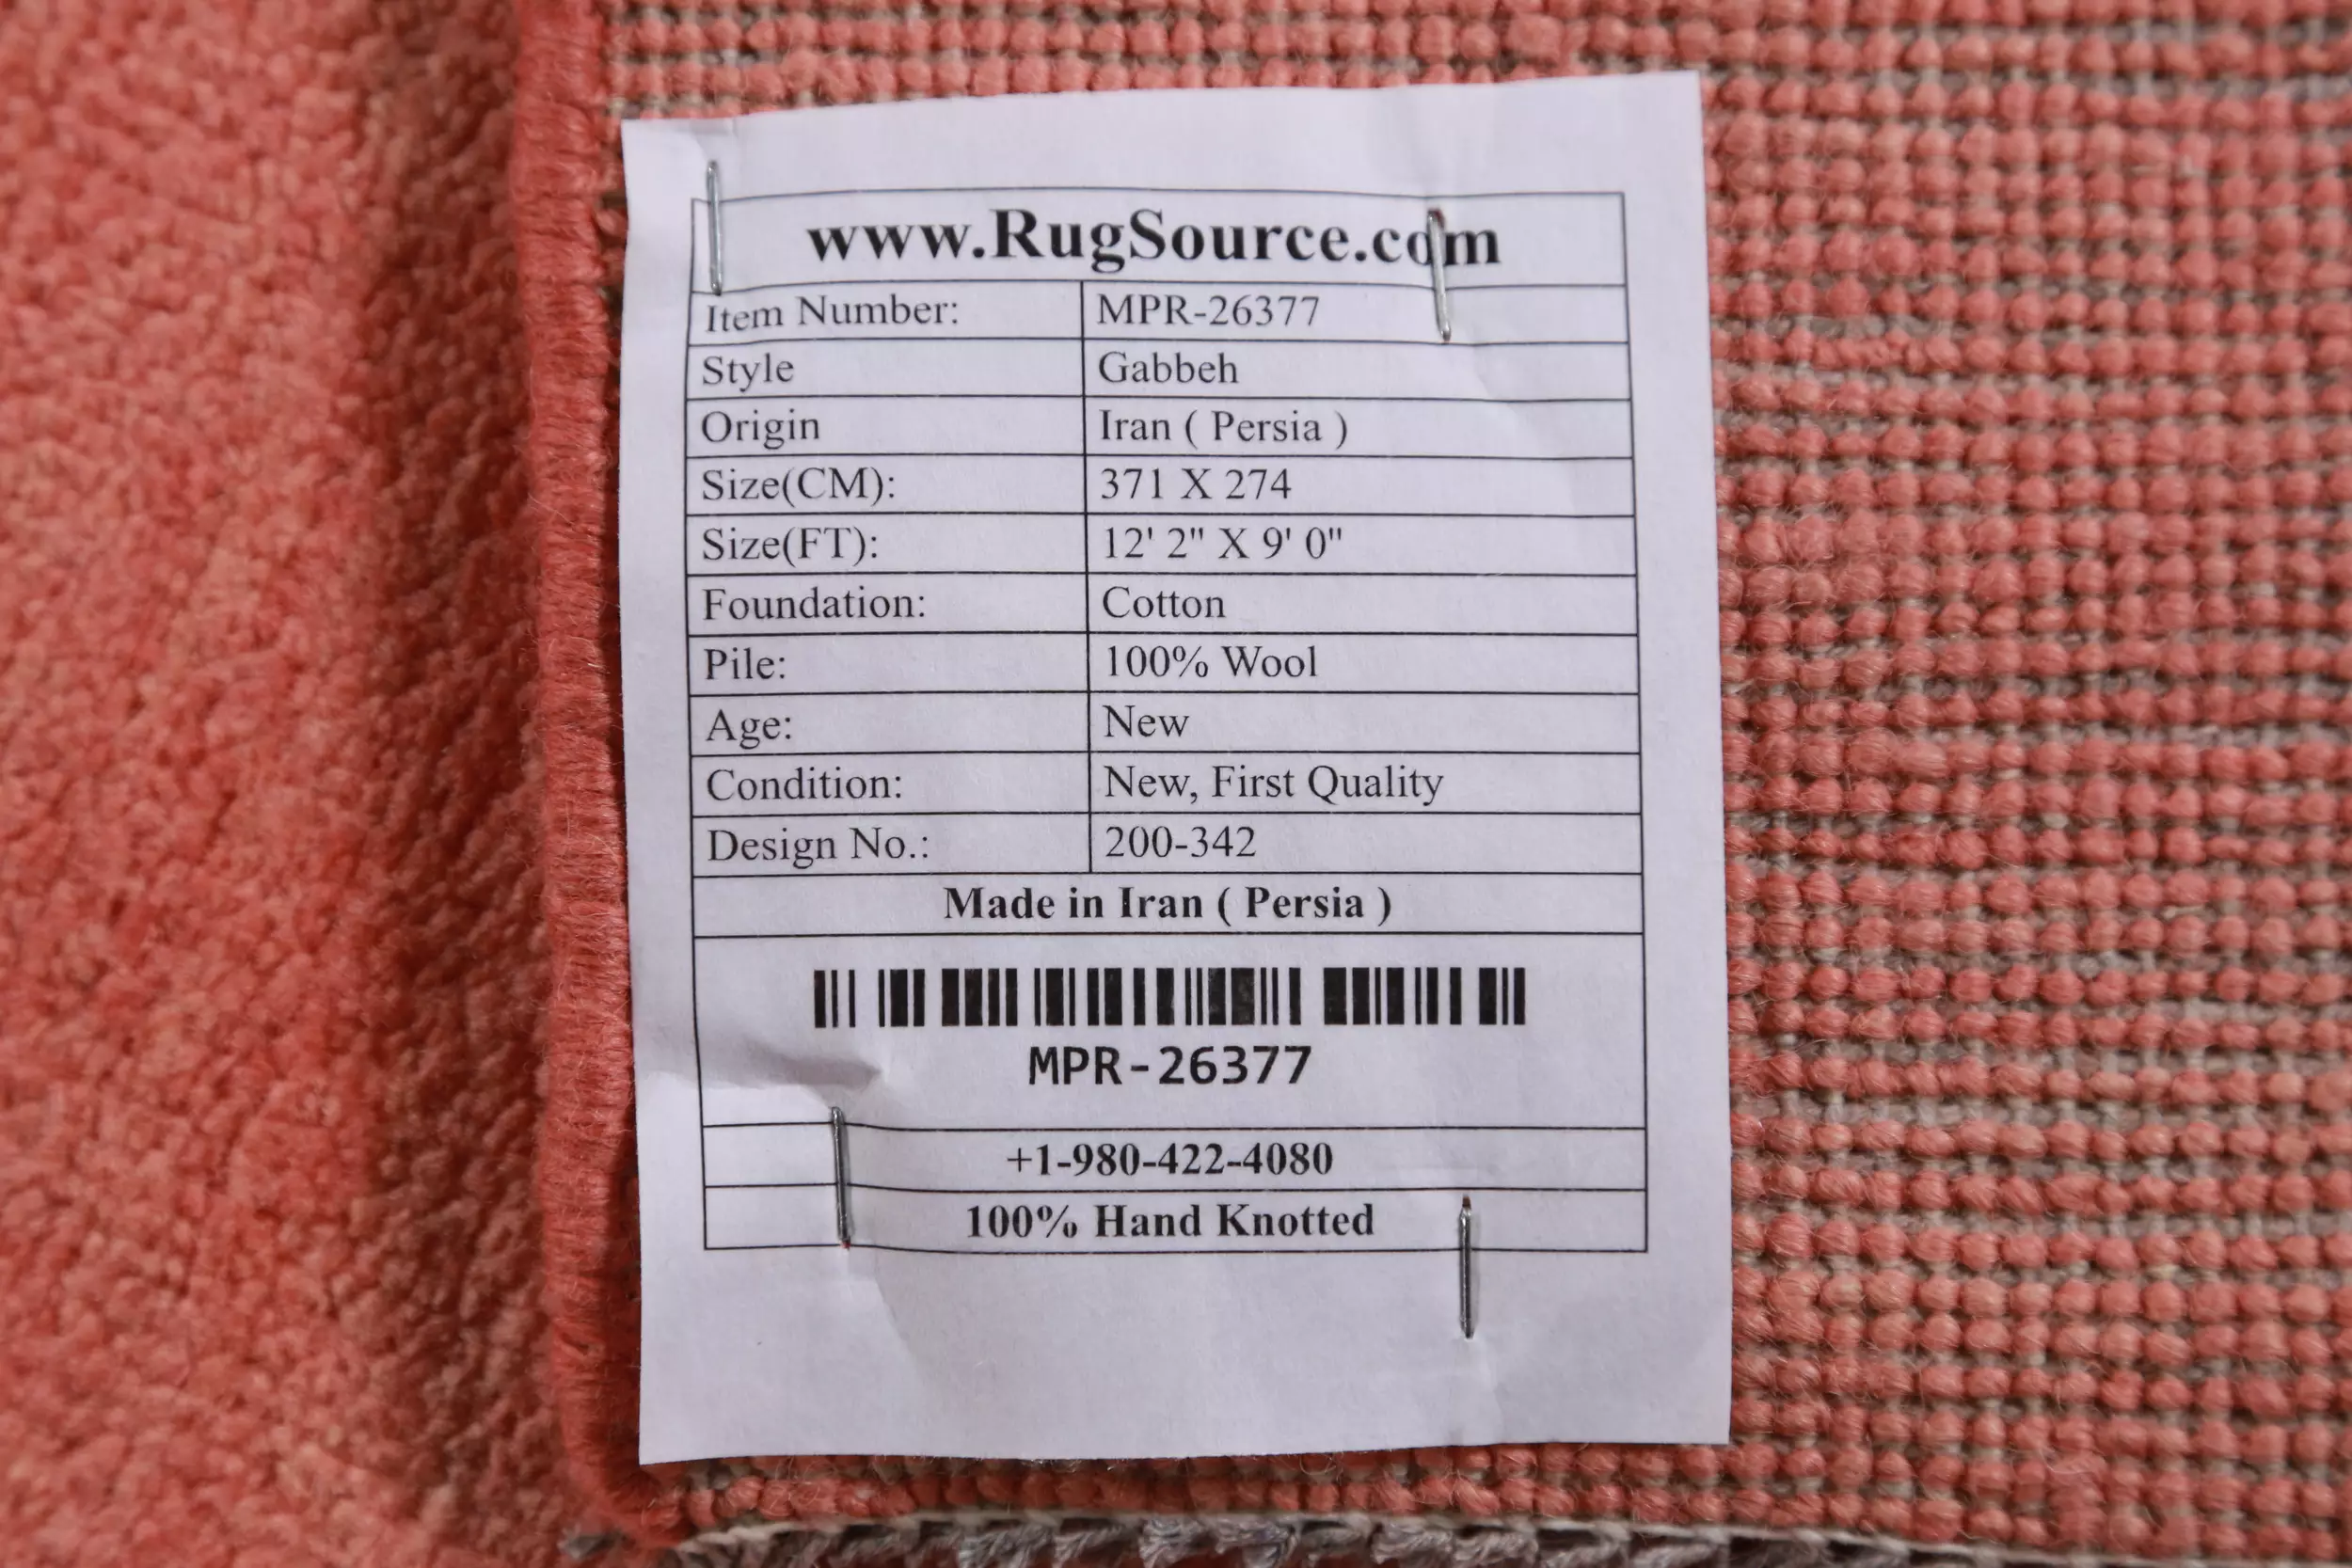 www.RugSource.com
Item Number: MPR-26377
Style Gabbeh
Origin Iran ( Persia )
Size(CM): 371 X 274
Size(FT): 12' 2" X 9' 0"
Foundation: Cotton
Pile: 100% Wool
Age: New
Condition: New, First Quality
Design No.: 200-342
Made in Iran ( Persia )
MPR-26377
+1-980-422-4080
100% Hand Knotted